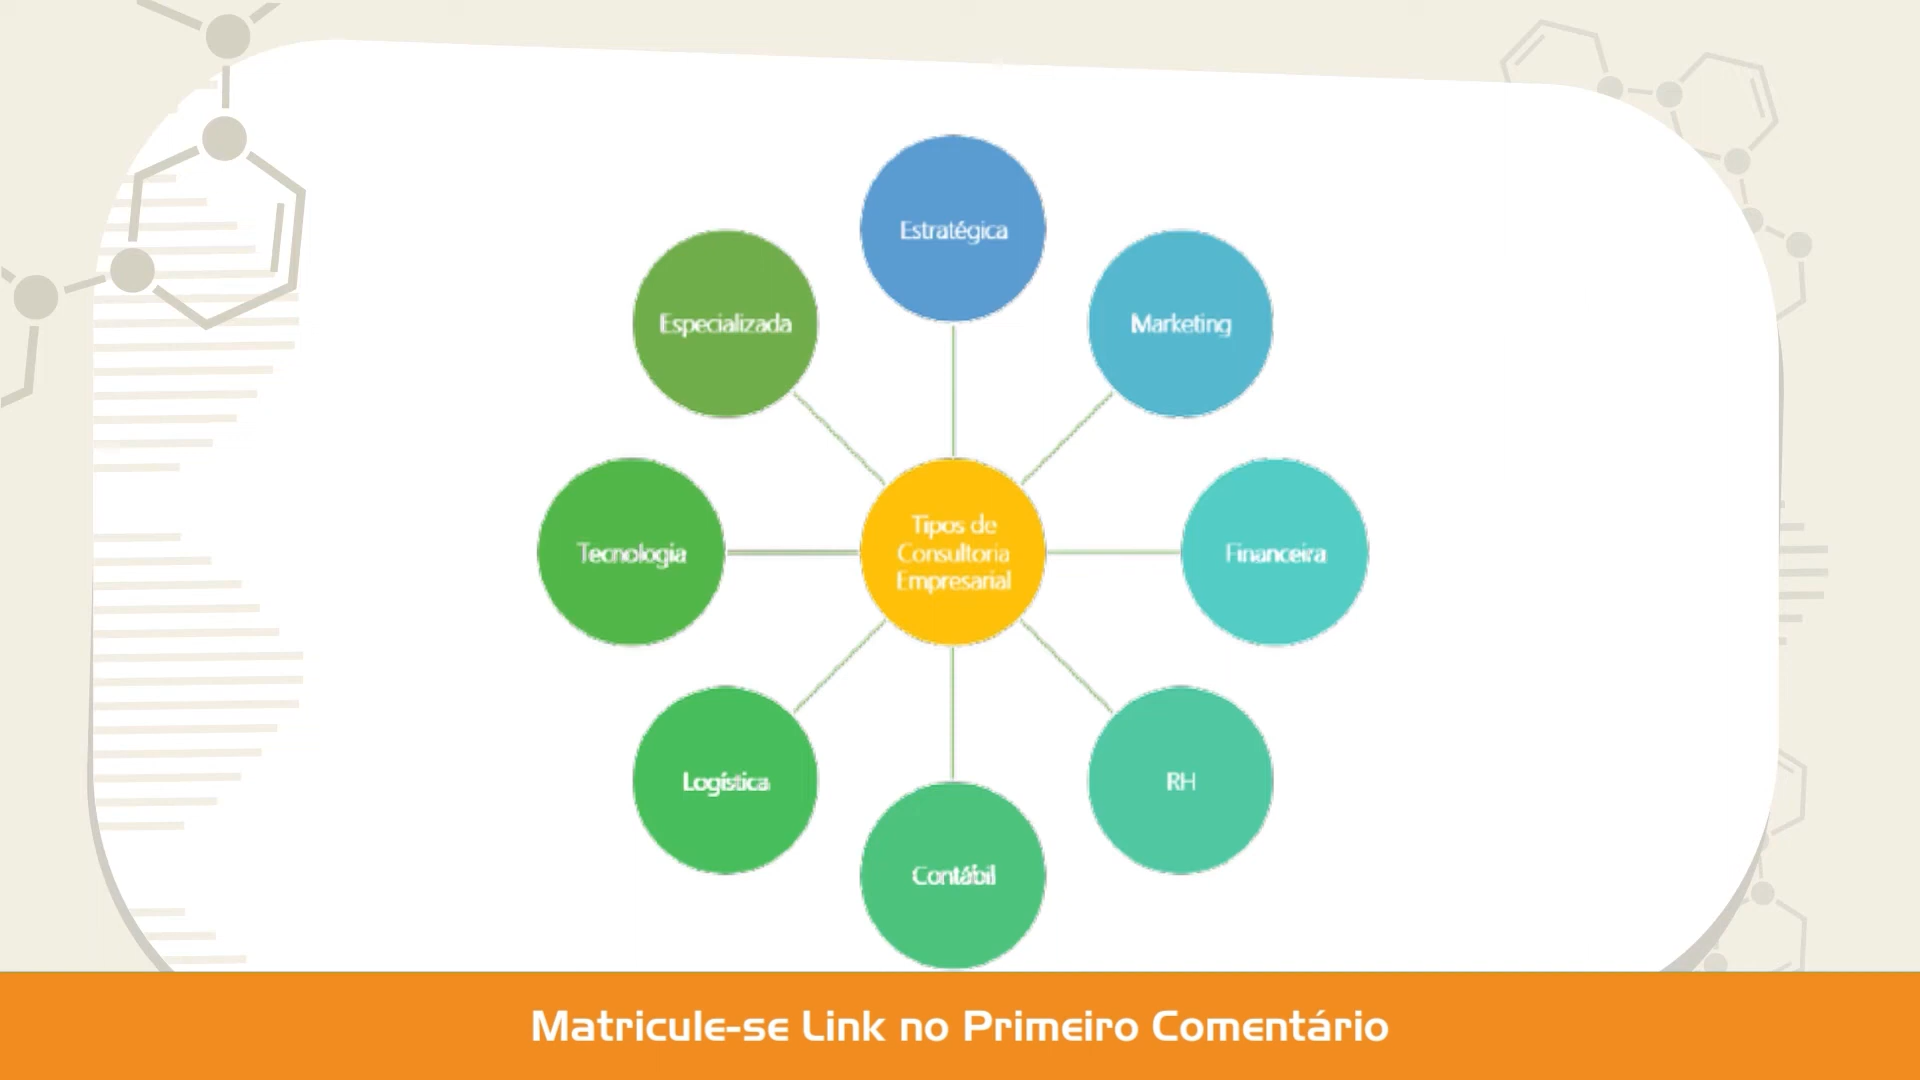 Estratégica
Especializada
Marketing
Tipos de
Consultoria
Empresarial
Tecnologia
Financeira
Logística
RH
Contábil
Matricule-se Link no Primeiro Comentário